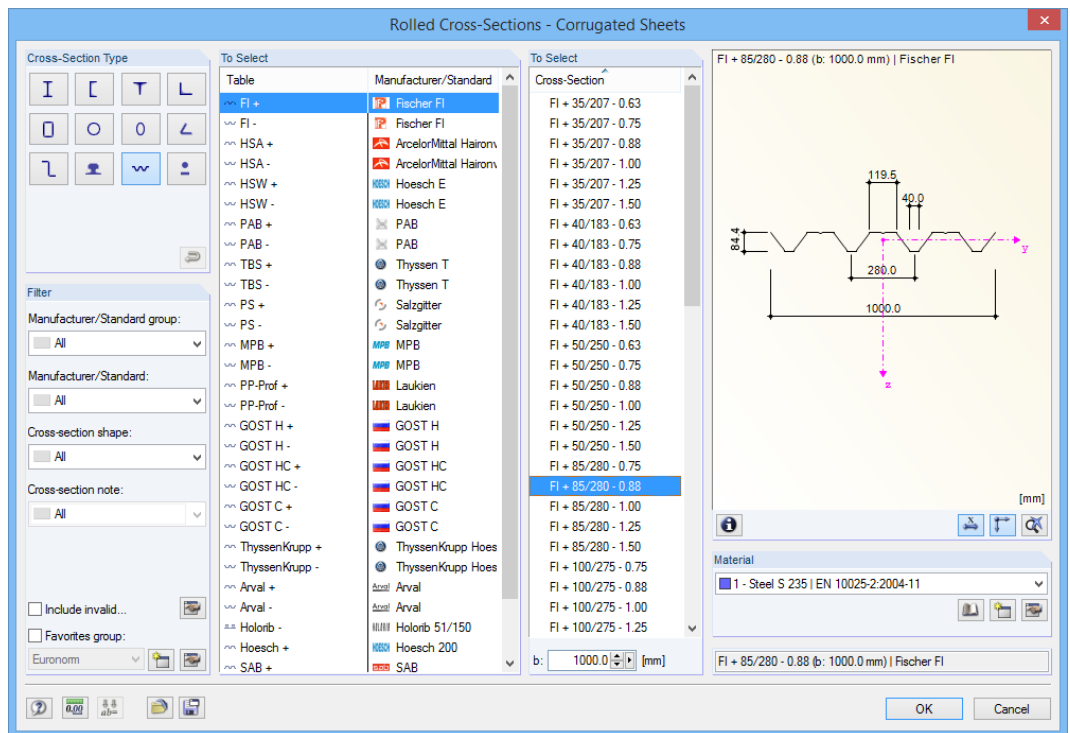 Rolled Cross-Sections - Corrugated Sheets
Cross-Section Type
Filter
Manufacturer/Standard group:
All
Manufacturer/Standard:
All
Cross-section shape:
All
Cross-section note:
All
Include invalid...
Favorites group:
Euronorm
To Select
Table Manufacturer/Standard
FI + Fischer FI
FI - Fischer FI
HSA + ArcelorMittal Haironv
HSA - ArcelorMittal Haironv
HSW + Hoesch E
HSW - Hoesch E
PAB + PAB
PAB - PAB
TBS + Thyssen T
TBS - Thyssen T
PS + Salzgitter
PS - Salzgitter
MPB + MPB MPB
MPB - MPB MPB
PP-Prof + Laukien
PP-Prof - Laukien
GOST H + GOST H
GOST H - GOST H
GOST HC + GOST HC
GOST HC - GOST HC
GOST C + GOST C
GOST C - GOST C
ThyssenKrupp + ThyssenKrupp Hoes
ThyssenKrupp - ThyssenKrupp Hoes
Arval + Arval Arval
Arval - Arval Arval
Holorib - Holorib 51/150
Hoesch + Hoesch 200
SAB + SAB
To Select
Cross-Section
FI + 35/207 - 0.63
FI + 35/207 - 0.75
FI + 35/207 - 0.88
FI + 35/207 - 1.00
FI + 35/207 - 1.25
FI + 35/207 - 1.50
FI + 40/183 - 0.63
FI + 40/183 - 0.75
FI + 40/183 - 0.88
FI + 40/183 - 1.00
FI + 40/183 - 1.25
FI + 40/183 - 1.50
FI + 50/250 - 0.63
FI + 50/250 - 0.75
FI + 50/250 - 0.88
FI + 50/250 - 1.00
FI + 50/250 - 1.25
FI + 50/250 - 1.50
FI + 85/280 - 0.75
FI + 85/280 - 0.88
FI + 85/280 - 1.00
FI + 85/280 - 1.25
FI + 85/280 - 1.50
FI + 100/275 - 0.75
FI + 100/275 - 0.88
FI + 100/275 - 1.00
FI + 100/275 - 1.25
b: 1000.0 [mm]
FI + 85/280 - 0.88 (b: 1000.0 mm) | Fischer FI
119.5
40.0
84.4
y
280.0
1000.0
z
[mm]
Material
1 - Steel S 235 | EN 10025-2:2004-11
FI + 85/280 - 0.88 (b: 1000.0 mm) | Fischer FI
0.00
OK
Cancel